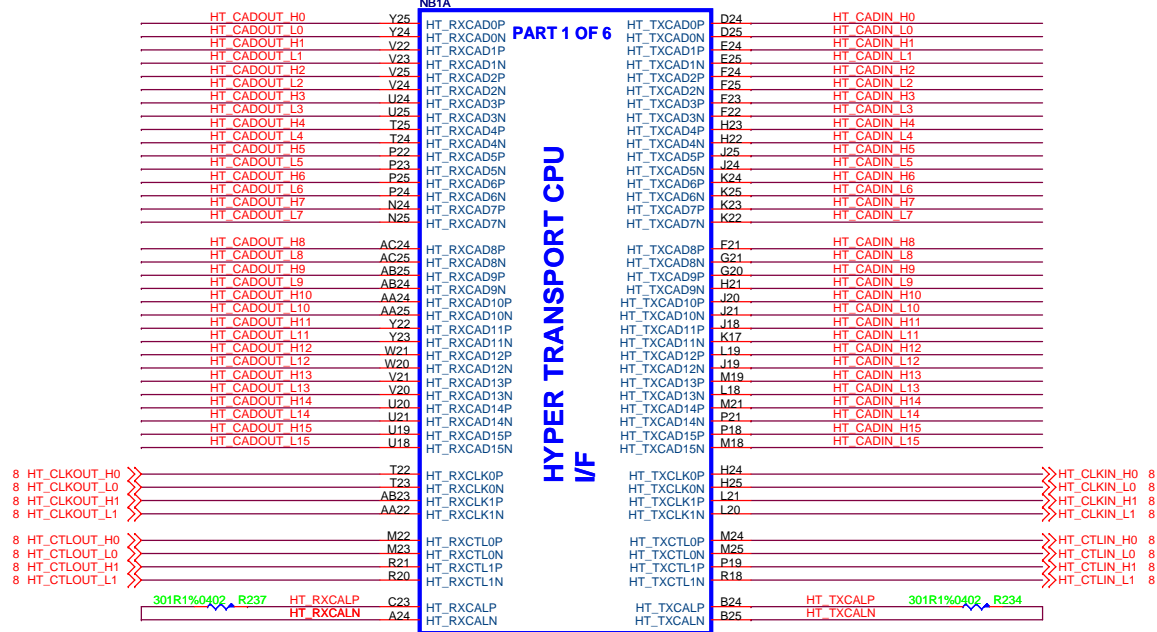 NB1A
PART 1 OF 6
HYPER TRANSPORT CPU
I/F
HT_CADOUT_H0 Y25 HT_RXCAD0P HT_TXCAD0P D24 HT_CADIN_H0
HT_CADOUT_L0 Y24 HT_RXCAD0N HT_TXCAD0N D25 HT_CADIN_L0
HT_CADOUT_H1 V22 HT_RXCAD1P HT_TXCAD1P E24 HT_CADIN_H1
HT_CADOUT_L1 V23 HT_RXCAD1N HT_TXCAD1N E25 HT_CADIN_L1
HT_CADOUT_H2 V25 HT_RXCAD2P HT_TXCAD2P F24 HT_CADIN_H2
HT_CADOUT_L2 V24 HT_RXCAD2N HT_TXCAD2N F25 HT_CADIN_L2
HT_CADOUT_H3 U24 HT_RXCAD3P HT_TXCAD3P F23 HT_CADIN_H3
HT_CADOUT_L3 U25 HT_RXCAD3N HT_TXCAD3N F22 HT_CADIN_L3
HT_CADOUT_H4 T25 HT_RXCAD4P HT_TXCAD4P H23 HT_CADIN_H4
HT_CADOUT_L4 T24 HT_RXCAD4N HT_TXCAD4N H22 HT_CADIN_L4
HT_CADOUT_H5 P22 HT_RXCAD5P HT_TXCAD5P J25 HT_CADIN_H5
HT_CADOUT_L5 P23 HT_RXCAD5N HT_TXCAD5N J24 HT_CADIN_L5
HT_CADOUT_H6 P25 HT_RXCAD6P HT_TXCAD6P K24 HT_CADIN_H6
HT_CADOUT_L6 P24 HT_RXCAD6N HT_TXCAD6N K25 HT_CADIN_L6
HT_CADOUT_H7 N24 HT_RXCAD7P HT_TXCAD7P K23 HT_CADIN_H7
HT_CADOUT_L7 N25 HT_RXCAD7N HT_TXCAD7N K22 HT_CADIN_L7
HT_CADOUT_H8 AC24 HT_RXCAD8P HT_TXCAD8P F21 HT_CADIN_H8
HT_CADOUT_L8 AC25 HT_RXCAD8N HT_TXCAD8N G21 HT_CADIN_L8
HT_CADOUT_H9 AB25 HT_RXCAD9P HT_TXCAD9P G20 HT_CADIN_H9
HT_CADOUT_L9 AB24 HT_RXCAD9N HT_TXCAD9N H21 HT_CADIN_L9
HT_CADOUT_H10 AA24 HT_RXCAD10P HT_TXCAD10P J20 HT_CADIN_H10
HT_CADOUT_L10 AA25 HT_RXCAD10N HT_TXCAD10N J21 HT_CADIN_L10
HT_CADOUT_H11 Y22 HT_RXCAD11P HT_TXCAD11P J18 HT_CADIN_H11
HT_CADOUT_L11 Y23 HT_RXCAD11N HT_TXCAD11N K17 HT_CADIN_L11
HT_CADOUT_H12 W21 HT_RXCAD12P HT_TXCAD12P L19 HT_CADIN_H12
HT_CADOUT_L12 W20 HT_RXCAD12N HT_TXCAD12N J19 HT_CADIN_L12
HT_CADOUT_H13 V21 HT_RXCAD13P HT_TXCAD13P M19 HT_CADIN_H13
HT_CADOUT_L13 V20 HT_RXCAD13N HT_TXCAD13N L18 HT_CADIN_L13
HT_CADOUT_H14 U20 HT_RXCAD14P HT_TXCAD14P M21 HT_CADIN_H14
HT_CADOUT_L14 U21 HT_RXCAD14N HT_TXCAD14N P21 HT_CADIN_L14
HT_CADOUT_H15 U19 HT_RXCAD15P HT_TXCAD15P P18 HT_CADIN_H15
HT_CADOUT_L15 U18 HT_RXCAD15N HT_TXCAD15N M18 HT_CADIN_L15
8 HT_CLKOUT_H0 T22 HT_RXCLK0P HT_TXCLK0P H24 HT_CLKIN_H0 8
8 HT_CLKOUT_L0 T23 HT_RXCLK0N HT_TXCLK0N H25 HT_CLKIN_L0 8
8 HT_CLKOUT_H1 AB23 HT_RXCLK1P HT_TXCLK1P L21 HT_CLKIN_H1 8
8 HT_CLKOUT_L1 AA22 HT_RXCLK1N HT_TXCLK1N L20 HT_CLKIN_L1 8
8 HT_CTLOUT_H0 M22 HT_RXCTL0P HT_TXCTL0P M24 HT_CTLIN_H0 8
8 HT_CTLOUT_L0 M23 HT_RXCTL0N HT_TXCTL0N M25 HT_CTLIN_L0 8
8 HT_CTLOUT_H1 R21 HT_RXCTL1P HT_TXCTL1P P19 HT_CTLIN_H1 8
8 HT_CTLOUT_L1 R20 HT_RXCTL1N HT_TXCTL1N R18 HT_CTLIN_L1 8
301R1%0402 R237 HT_RXCALP C23 HT_RXCALP HT_TXCALP B24 HT_TXCALP 301R1%0402 R234
HT_RXCALN A24 HT_RXCALN HT_TXCALN B25 HT_TXCALN